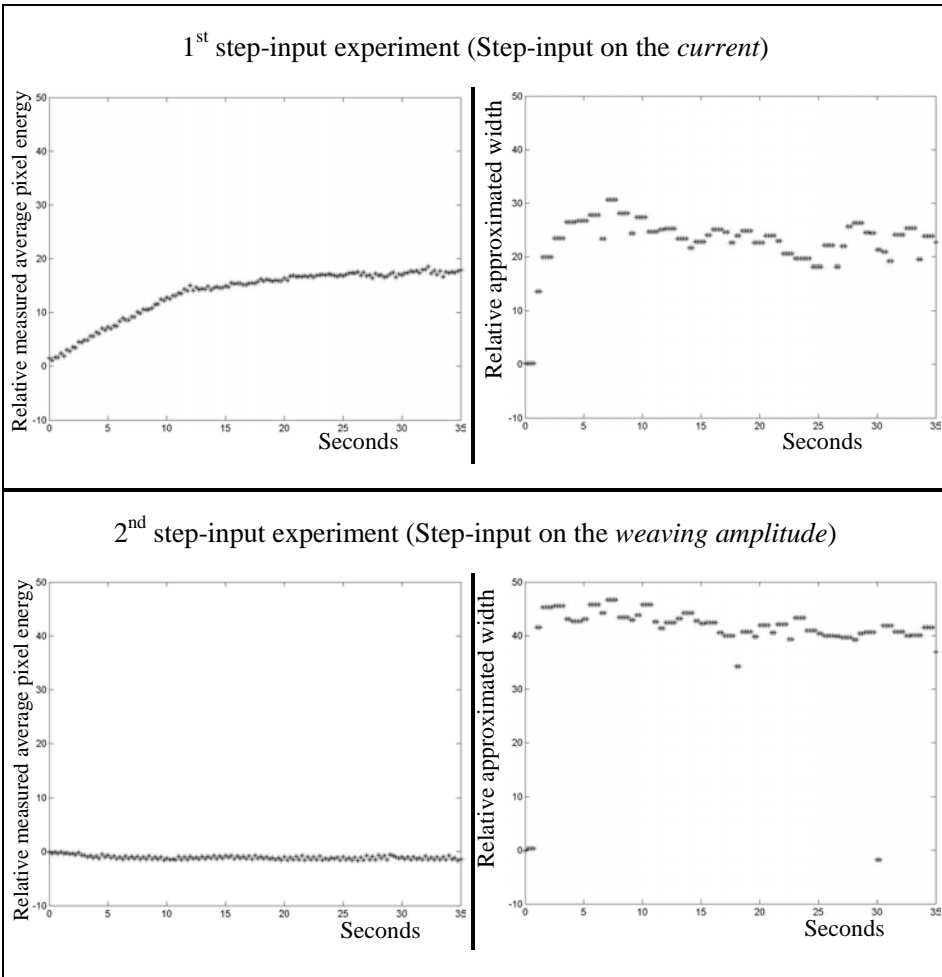 1st step-input experiment (Step-input on the current)
Relative measured average pixel energy
50
40
30
20
10
0
-10
0 5 10 15 20 25 30 35
Seconds
Relative approximated width
50
40
30
20
10
0
-10
0 5 10 15 20 25 30 35
Seconds
2nd step-input experiment (Step-input on the weaving amplitude)
Relative measured average pixel energy
50
40
30
20
10
0
-10
0 5 10 15 20 25 30 35
Seconds
Relative approximated width
50
40
30
20
10
0
-10
0 5 10 15 20 25 30 35
Seconds